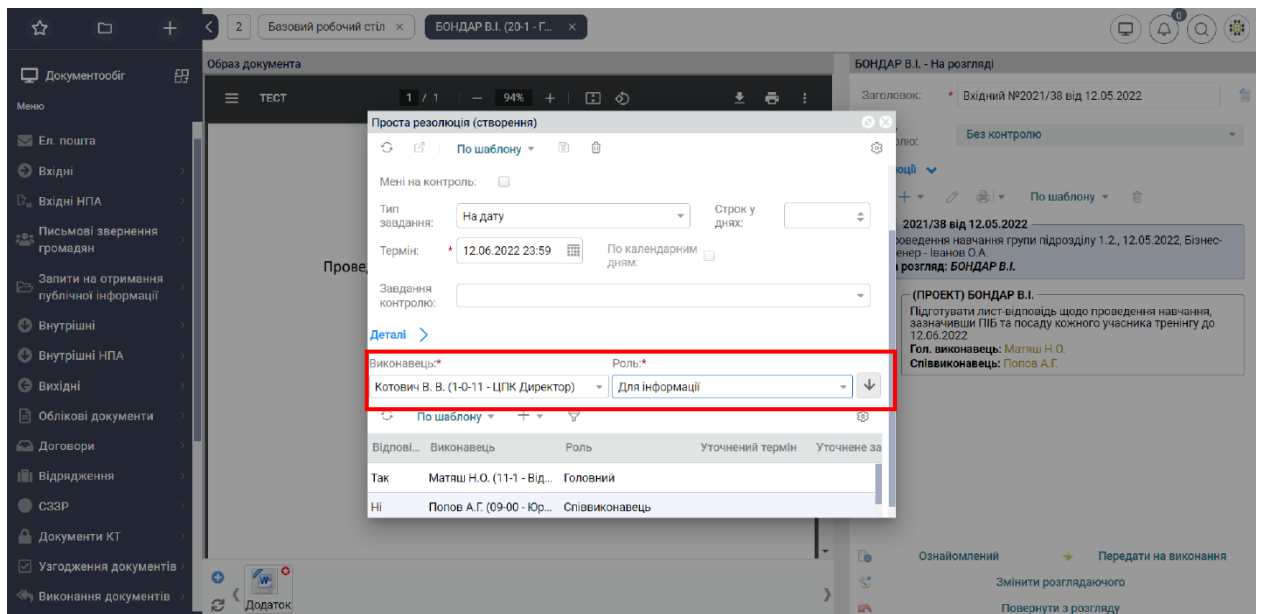 2
Базовий робочий стіл ×
БОНДАР В.І. (20-1 - Г... ×
0
Документообіг
Меню
Ел. пошта
Вхідні
Вхідні НПА
Письмові звернення
громадян
Запити на отримання
публічної інформації
Внутрішні
Внутрішні НПА
Вихідні
Облікові документи
Договори
Відрядження
СЗЗР
Документи КТ
Узгодження документів
Виконання документів
Образ документа
ТЕСТ 1 / 1 — 94% +
Прове
Додаток
Проста резолюція (створення)
По шаблону
Мені на контроль:
Тип
завдання:
На дату
Строк у
днях:
Термін: * 12.06.2022 23:59
По календарним
дням:
Завдання
контролю:
Деталі
Виконавець:* Роль:*
Котович В. В. (1-0-11 - ЦПК Директор) Для інформації
По шаблону
Відпові... Виконавець Роль Уточнений термін Уточнене за
Так Матяш Н.О. (11-1 - Від... Головний
Ні Попов А.Г. (09-00 - Юр... Співвиконавець
БОНДАР В.І. - На розгляді
Заголовок: * Вхідний №2021/38 від 12.05.2022
олю: Без контролю
юції
По шаблону
2021/38 від 12.05.2022
роведення навчання групи підрозділу 1.2., 12.05.2022, Бізнес-
енер - Іванов О.А.
розгляд: БОНДАР В.І.
(ПРОЕКТ) БОНДАР В.І.
Підготувати лист-відповідь щодо проведення навчання,
зазначивши ПІБ та посаду кожного учасника тренінгу до
12.06.2022
Гол. виконавець: Матяш Н.О.
Співвиконавець: Попов А.Г.
Ознайомлений
Передати на виконання
Змінити розглядаючого
Повернути з розгляду